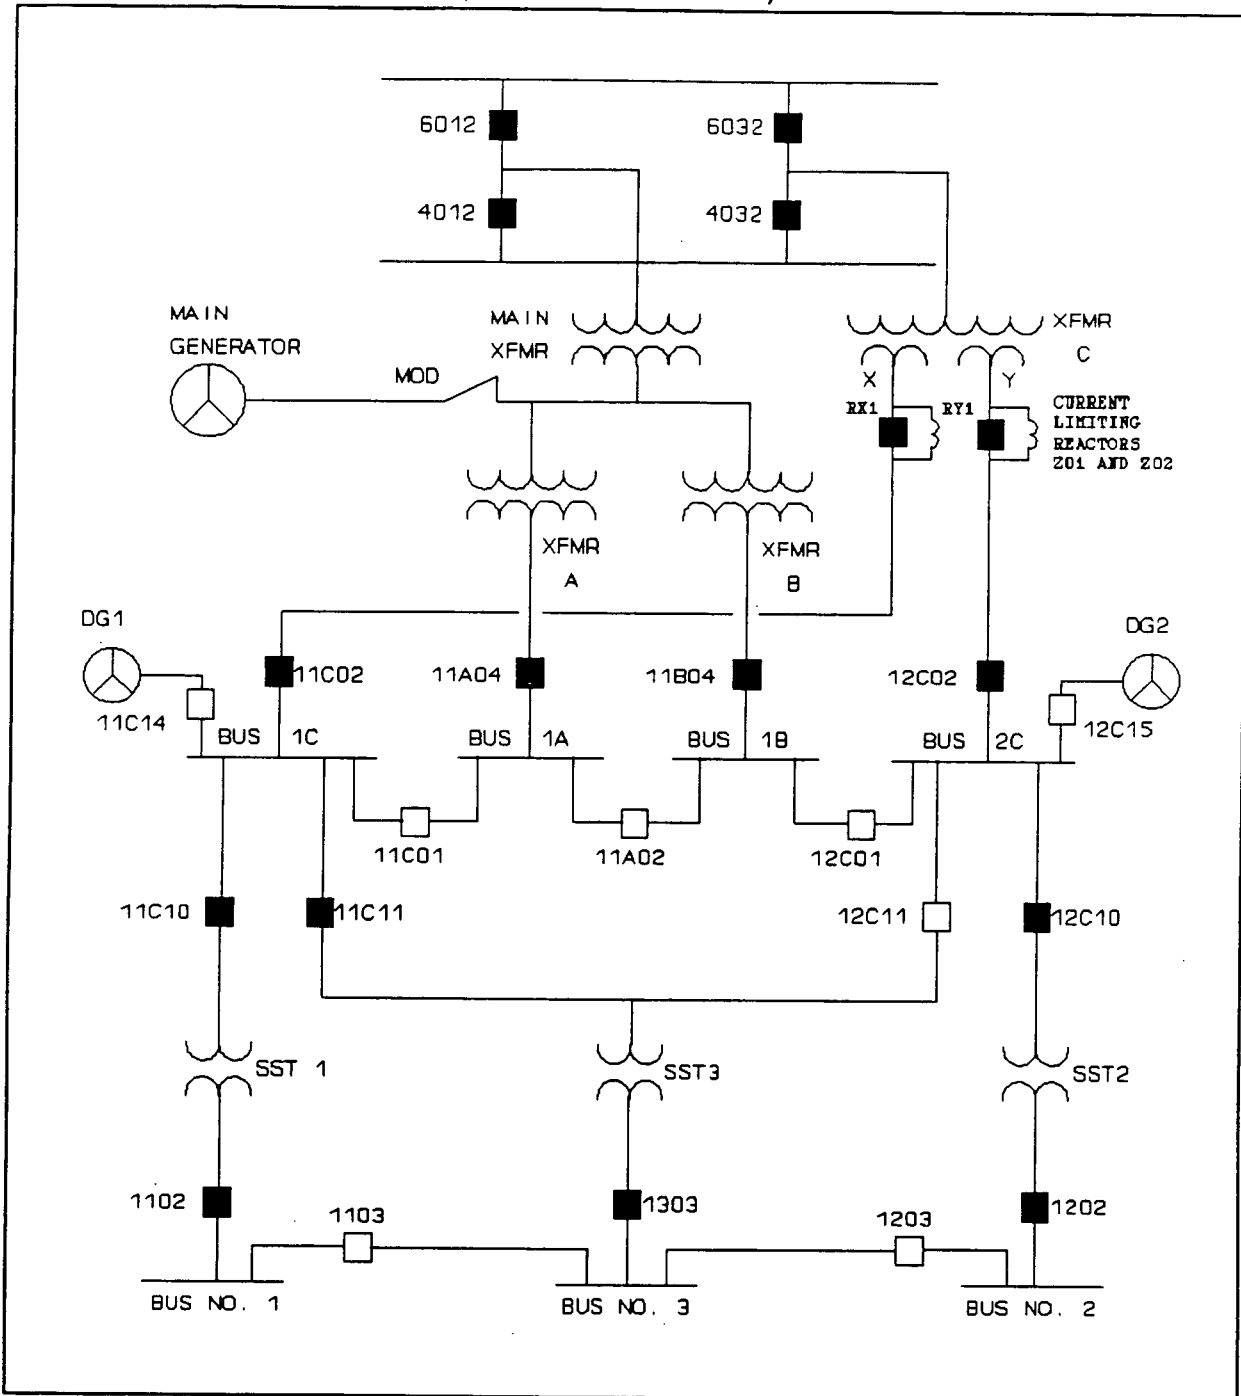 6012
6032
4012
4032
MAIN
GENERATOR
MAIN
XFMR
XFMR
C
MOD
X
Y
RX1
RY1
CURRENT
LIMITING
REACTORS
Z01 AND Z02
XFMR
A
XFMR
B
DG1
DG2
11C02
11A04
11B04
12C02
11C14
12C15
BUS 1C
BUS 1A
BUS 1B
BUS 2C
11C01
11A02
12C01
11C10
11C11
12C11
12C10
SST 1
SST3
SST2
1102
1103
1303
1203
1202
BUS NO. 1
BUS NO. 3
BUS NO. 2